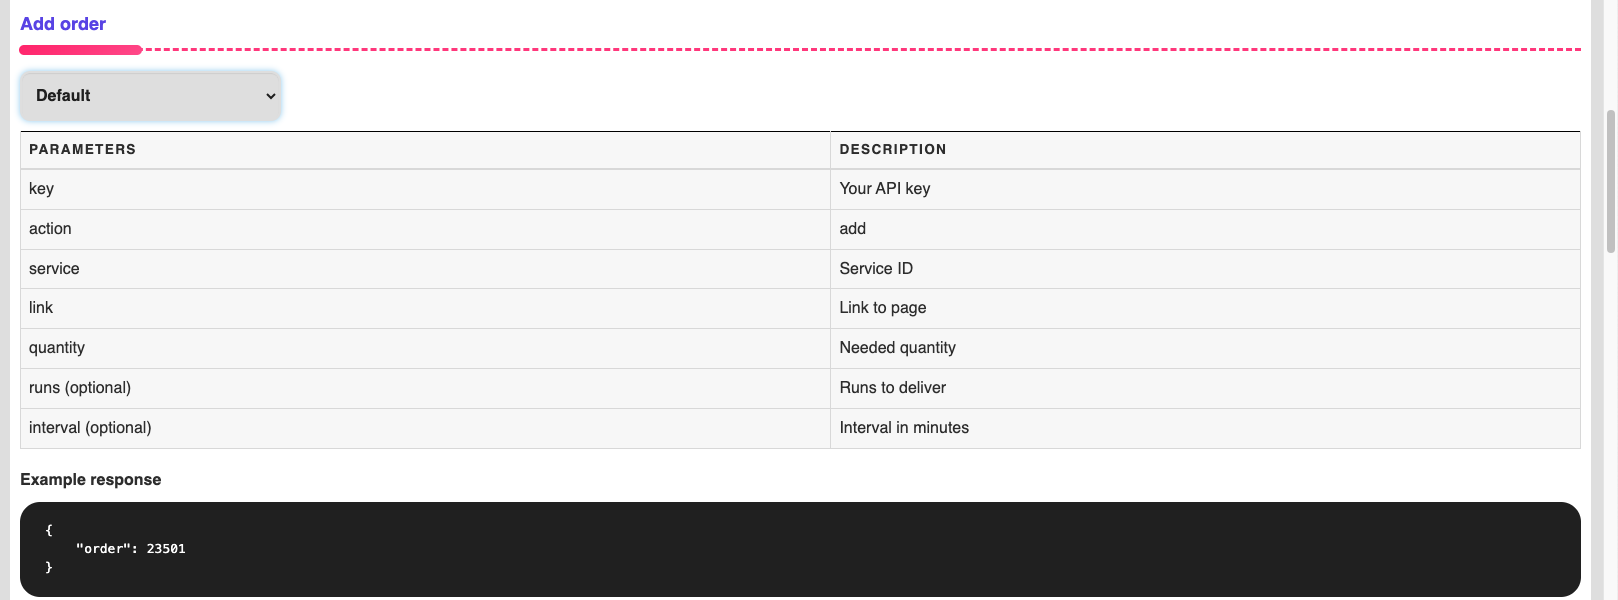 Add order
Default
PARAMETERS DESCRIPTION
key Your API key
action add
service Service ID
link Link to page
quantity Needed quantity
runs (optional) Runs to deliver
interval (optional) Interval in minutes
Example response
{
"order": 23501
}